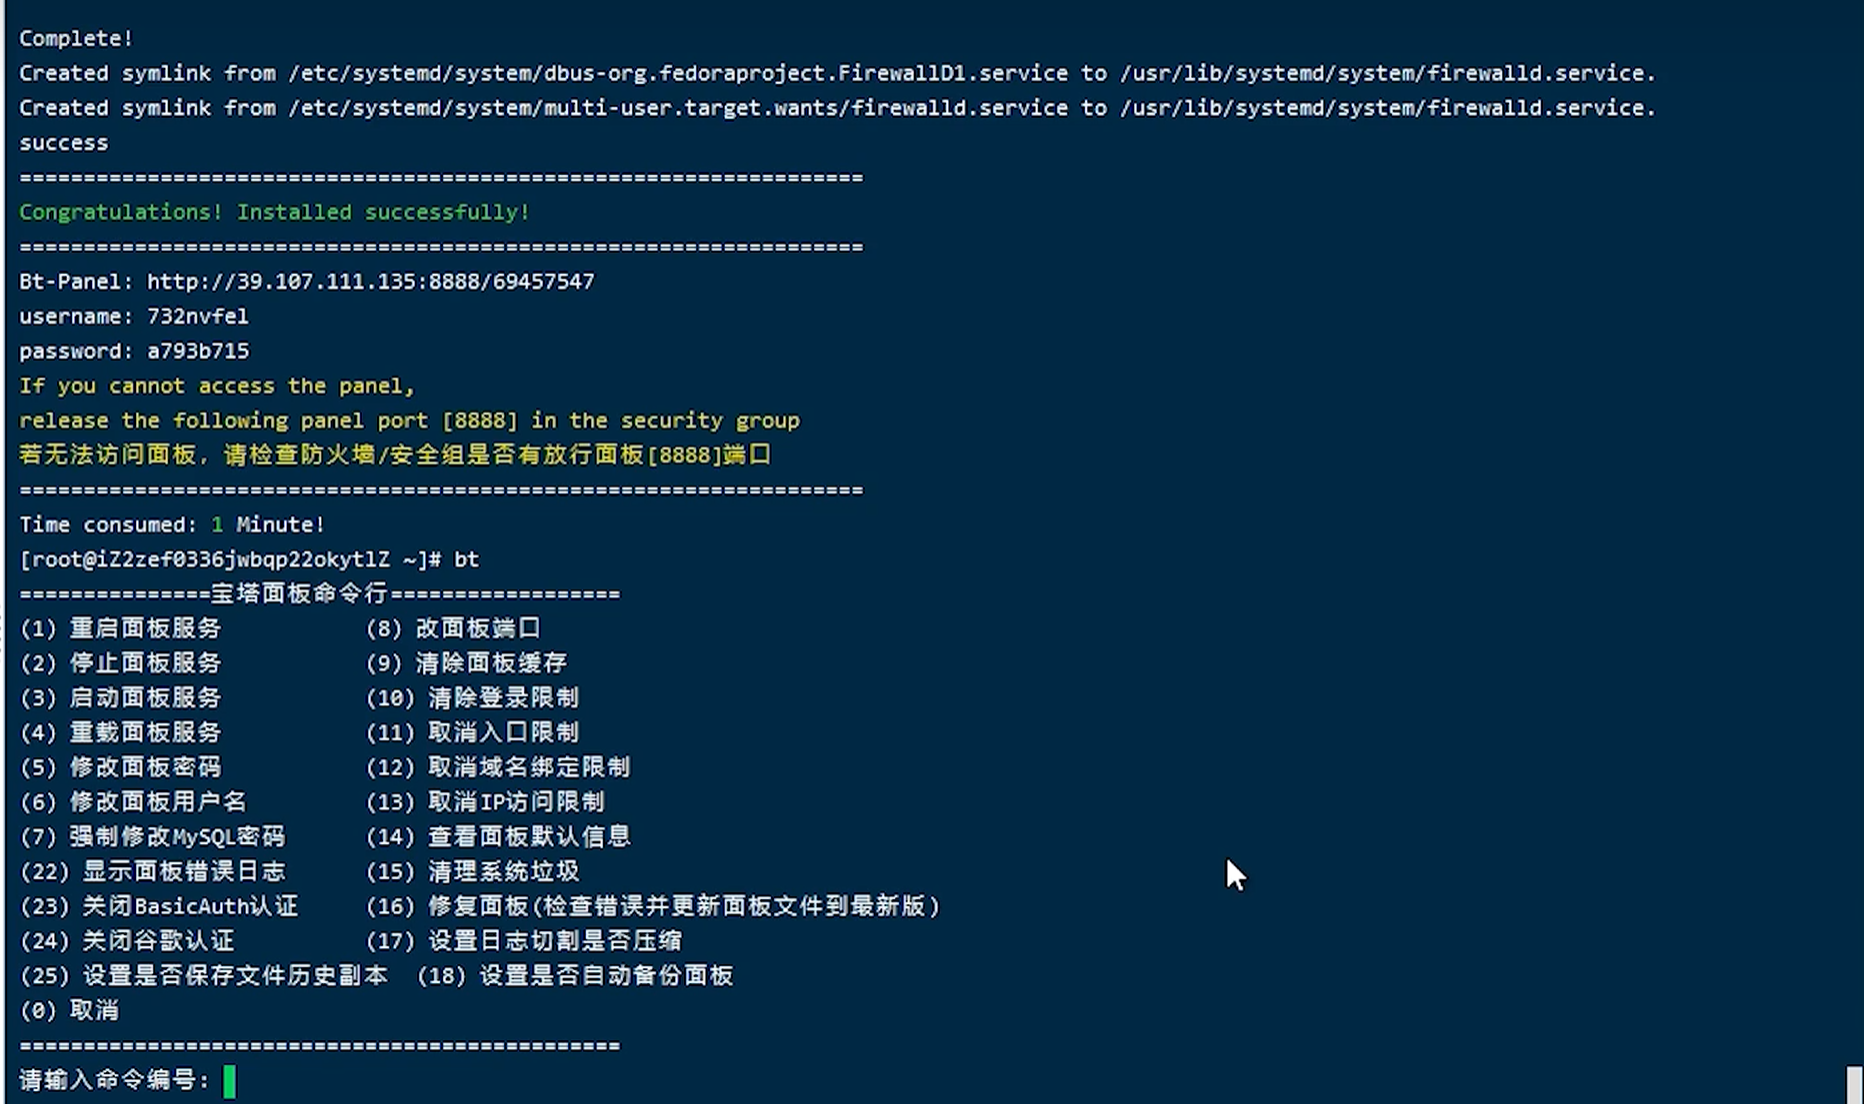 Complete!
Created symlink from /etc/systemd/system/dbus-org.fedoraproject.FirewallD1.service to /usr/lib/systemd/system/firewalld.service.
Created symlink from /etc/systemd/system/multi-user.target.wants/firewalld.service to /usr/lib/systemd/system/firewalld.service.
success
==================================================================
Congratulations! Installed successfully!
==================================================================
Bt-Panel: http://39.107.111.135:8888/69457547
username: 732nvfel
password: a793b715
If you cannot access the panel,
release the following panel port [8888] in the security group
若无法访问面板，请检查防火墙/安全组是否有放行面板[8888]端口
==================================================================
Time consumed: 1 Minute!
[root@iZ2zef0336jwbqp22okytlZ ~]# bt
===============宝塔面板命令行==================
(1) 重启面板服务 (8) 改面板端口
(2) 停止面板服务 (9) 清除面板缓存
(3) 启动面板服务 (10) 清除登录限制
(4) 重载面板服务 (11) 取消入口限制
(5) 修改面板密码 (12) 取消域名绑定限制
(6) 修改面板用户名 (13) 取消IP访问限制
(7) 强制修改MySQL密码 (14) 查看面板默认信息
(22) 显示面板错误日志 (15) 清理系统垃圾
(23) 关闭BasicAuth认证 (16) 修复面板(检查错误并更新面板文件到最新版)
(24) 关闭谷歌认证 (17) 设置日志切割是否压缩
(25) 设置是否保存文件历史副本 (18) 设置是否自动备份面板
(0) 取消
===============================================
请输入命令编号：